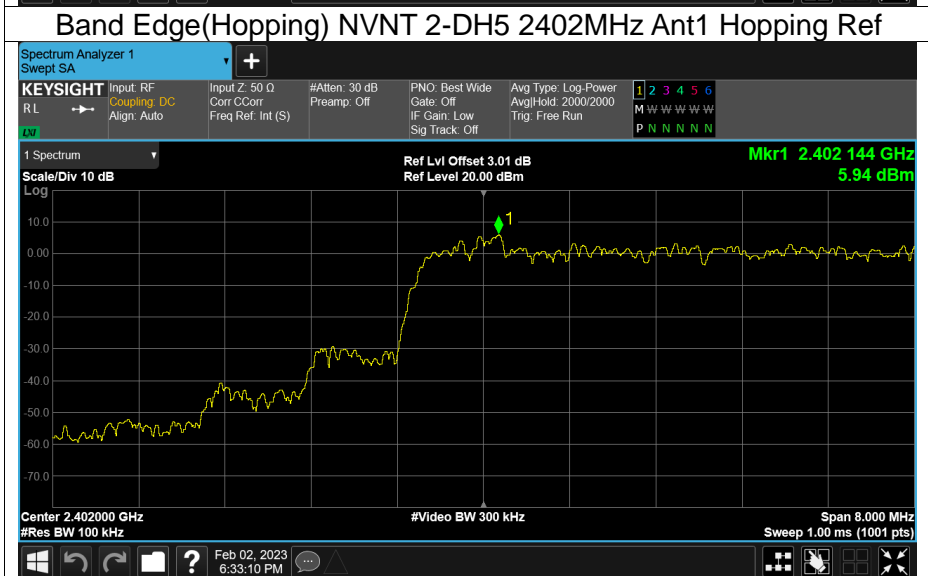 Band Edge(Hopping) NVNT 2-DH5 2402MHz Ant1 Hopping Ref
Spectrum Analyzer 1
Swept SA
+
KEYSIGHT Input: RF Input Z: 50 Ω #Atten: 30 dB PNO: Best Wide Avg Type: Log-Power 1 2 3 4 5 6
R L Coupling: DC Corr CCorr Preamp: Off Gate: Off Avg|Hold: 2000/2000 M W W W W W
Align: Auto Freq Ref: Int (S) IF Gain: Low Trig: Free Run
LXI Sig Track: Off P N N N N N
1 Spectrum
Ref Lvl Offset 3.01 dB Mkr1 2.402 144 GHz
Scale/Div 10 dB Ref Level 20.00 dBm 5.94 dBm
Log
1
10.0
0.00
-10.0
-20.0
-30.0
-40.0
-50.0
-60.0
-70.0
Center 2.402000 GHz #Video BW 300 kHz Span 8.000 MHz
#Res BW 100 kHz Sweep 1.00 ms (1001 pts)
? Feb 02, 2023
6:33:10 PM